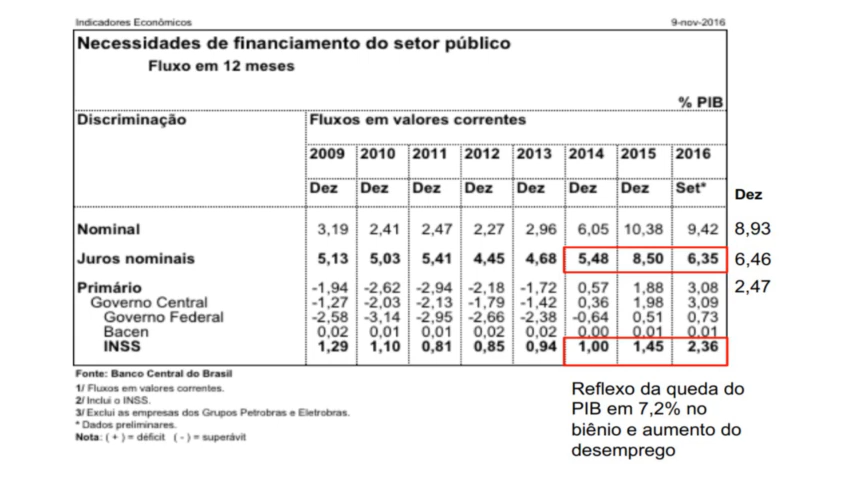 Indicadores Econômicos 9-nov-2016
Necessidades de financiamento do setor público
Fluxo em 12 meses
% PIB
Discriminação Fluxos em valores correntes
2009 2010 2011 2012 2013 2014 2015 2016
Dez Dez Dez Dez Dez Dez Dez Set* Dez
Nominal 3,19 2,41 2,47 2,27 2,96 6,05 10,38 9,42 8,93
Juros nominais 5,13 5,03 5,41 4,45 4,68 5,48 8,50 6,35 6,46
Primário -1,94 -2,62 -2,94 -2,18 -1,72 0,57 1,88 3,08 2,47
Governo Central -1,27 -2,03 -2,13 -1,79 -1,42 0,36 1,98 3,09
Governo Federal -2,58 -3,14 -2,95 -2,66 -2,38 -0,64 0,51 0,73
Bacen 0,02 0,01 0,01 0,02 0,02 0,00 0,01 0,01
INSS 1,29 1,10 0,81 0,85 0,94 1,00 1,45 2,36
Fonte: Banco Central do Brasil
1/ Fluxos em valores correntes.
2/ Inclui o INSS.
3/ Exclui as empresas dos Grupos Petrobras e Eletrobras.
* Dados preliminares.
Nota: ( + ) = déficit ( - ) = superávit
Reflexo da queda do
PIB em 7,2% no
biênio e aumento do
desemprego